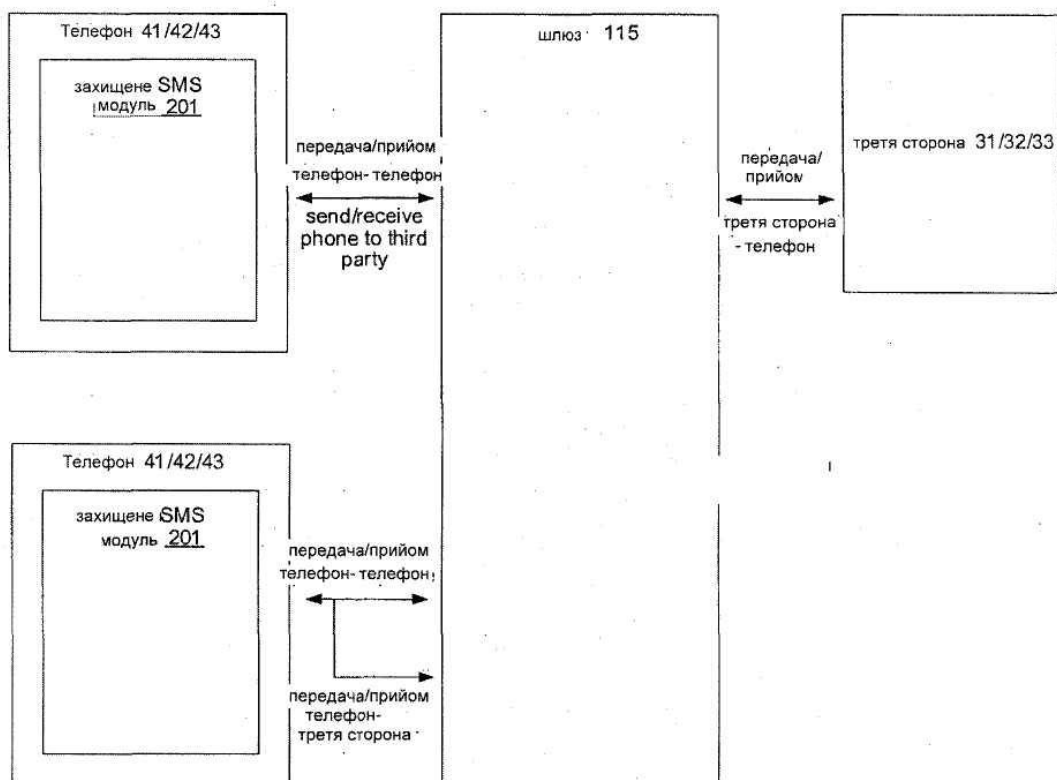 Телефон 41/42/43
захищене SMS
модуль 201
передача/прийом
телефон- телефон
send/receive
phone to third
party
шлюз 115
передача/
прийом
третя сторона
- телефон
третя сторона 31/32/33
Телефон 41/42/43
захищене SMS
модуль 201
передача/прийом
телефон- телефон
передача/прийом
телефон-
третя сторона